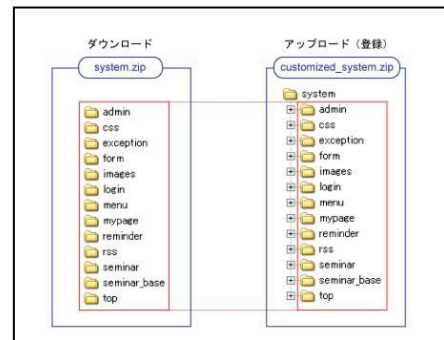 ダウンロード
system.zip
admin
css
exception
form
images
login
menu
mypage
reminder
rss
seminar
seminar_base
top
アップロード（登録）
customized_system.zip
system
admin
css
exception
form
images
login
menu
mypage
reminder
rss
seminar
seminar_base
top